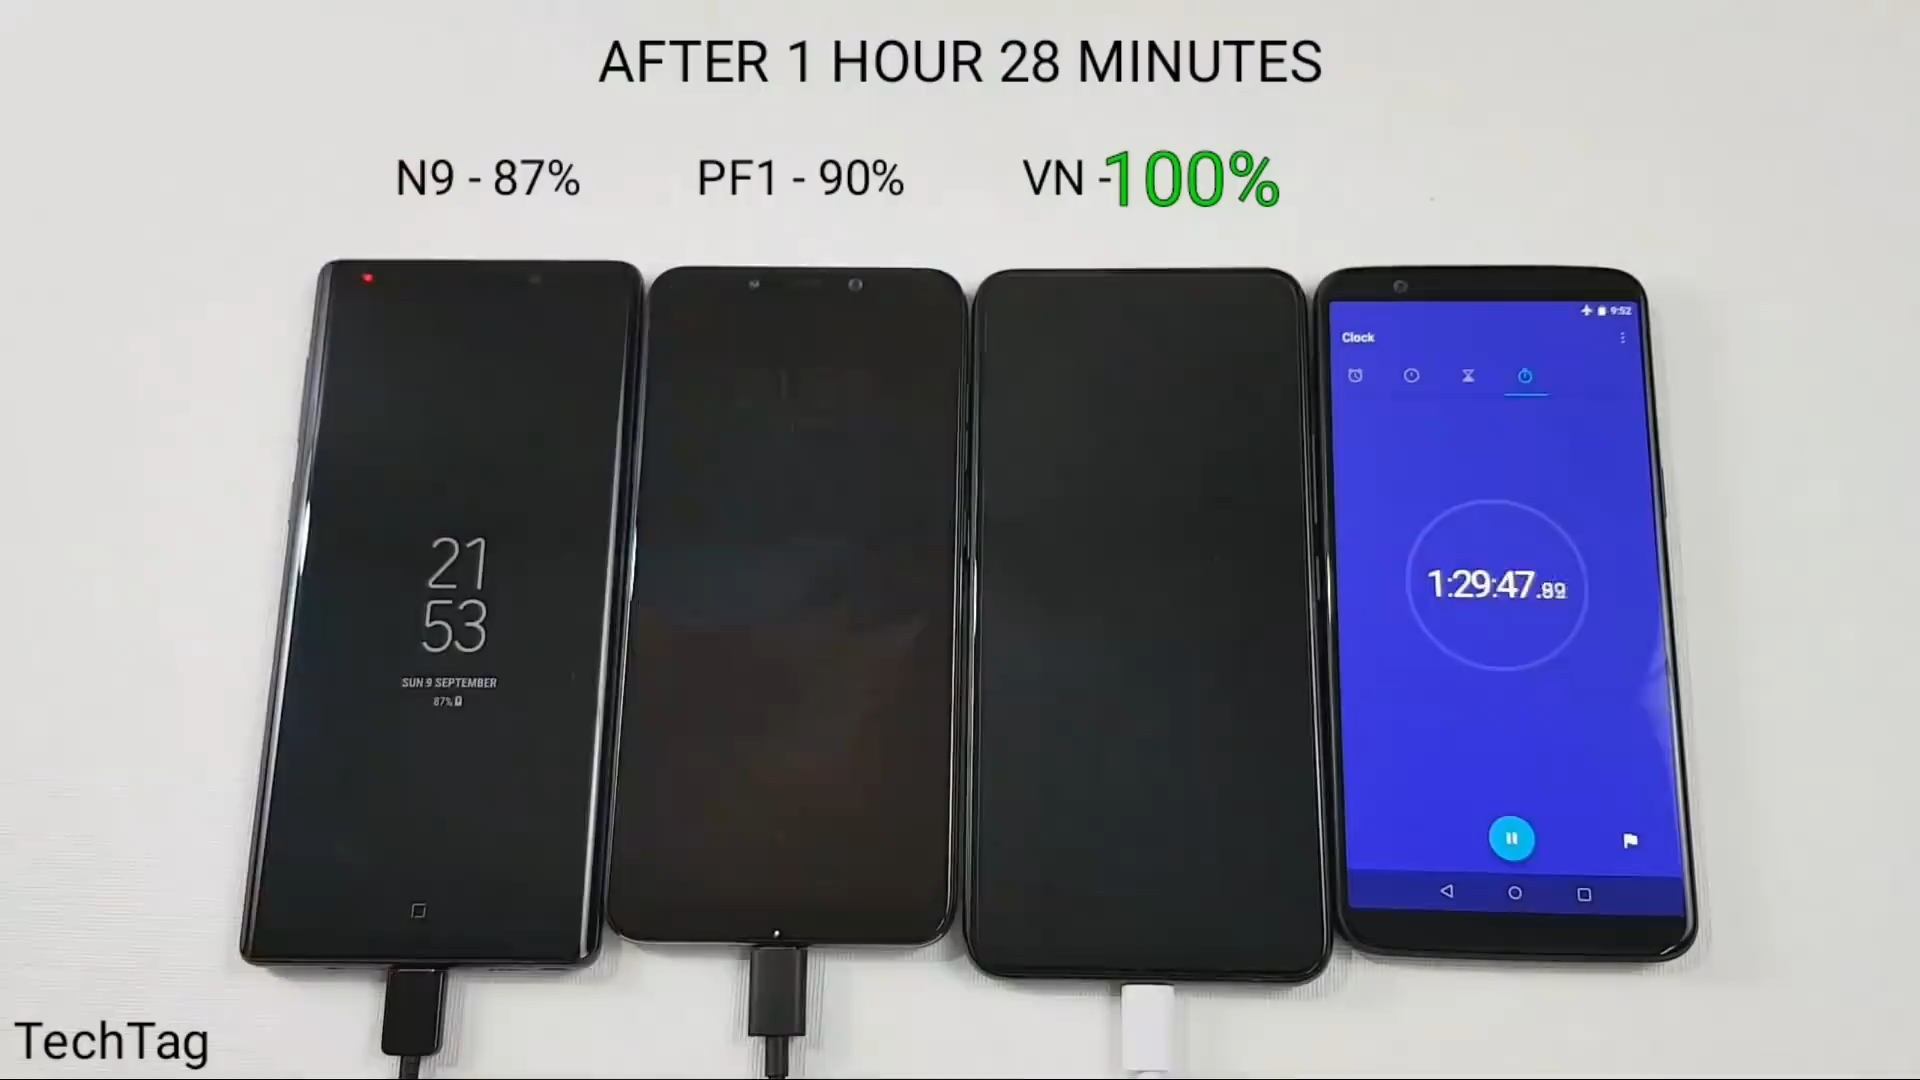 AFTER 1 HOUR 28 MINUTES
N9 - 87%
PF1 - 90%
VN -100%
9:52
Clock
21
53
SUN 9 SEPTEMBER
87%
1:29:47.89
TechTag